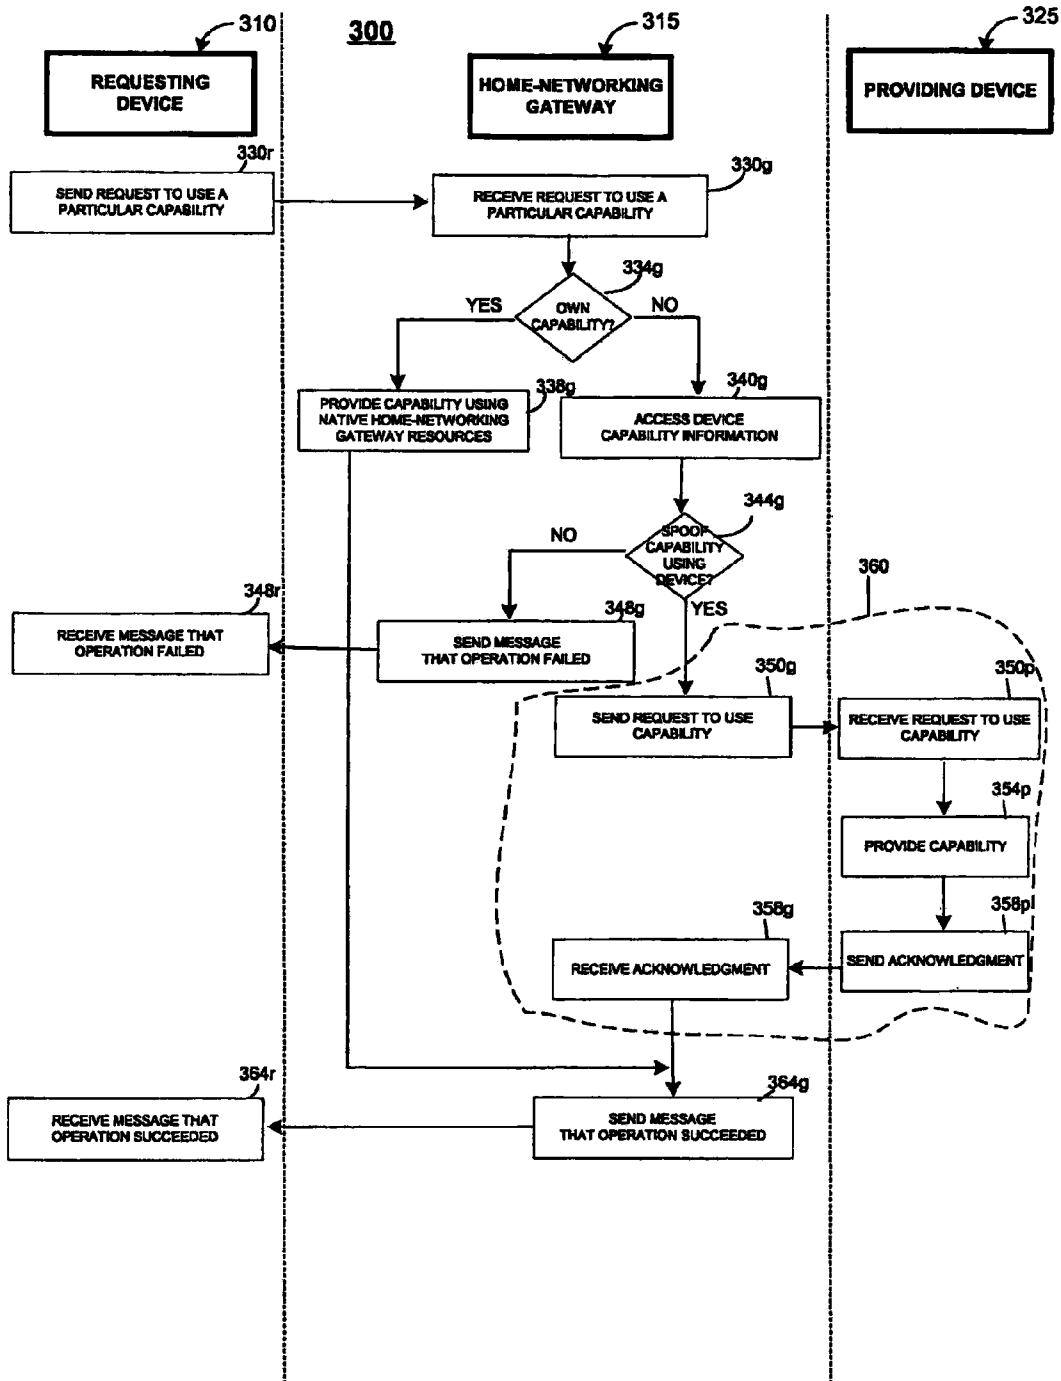 310
300
315
325
REQUESTING
DEVICE
HOME-NETWORKING
GATEWAY
PROVIDING DEVICE
330r
SEND REQUEST TO USE A
PARTICULAR CAPABILITY
330g
RECEIVE REQUEST TO USE A
PARTICULAR CAPABILITY
334g
YES
OWN
CAPABILITY?
NO
338g
PROVIDE CAPABILITY USING
NATIVE HOME-NETWORKING
GATEWAY RESOURCES
340g
ACCESS DEVICE
CAPABILITY INFORMATION
344g
NO
SPOOF
CAPABILITY
USING
DEVICE?
YES
360
348r
RECEIVE MESSAGE THAT
OPERATION FAILED
348g
SEND MESSAGE
THAT OPERATION FAILED
350g
SEND REQUEST TO USE
CAPABILITY
350p
RECEIVE REQUEST TO USE
CAPABILITY
354p
PROVIDE CAPABILITY
358g
RECEIVE ACKNOWLEDGMENT
358p
SEND ACKNOWLEDGMENT
364r
RECEIVE MESSAGE THAT
OPERATION SUCCEEDED
364g
SEND MESSAGE
THAT OPERATION SUCCEEDED